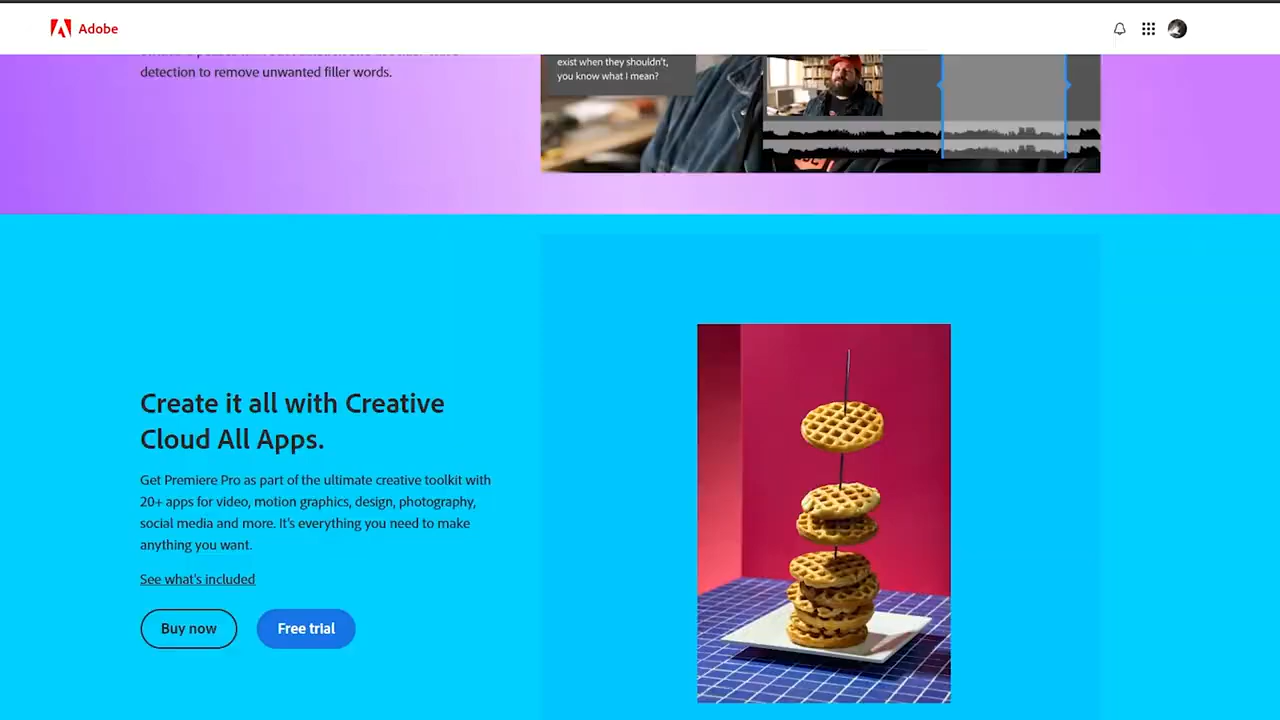 Adobe
detection to remove unwanted filler words.
exist when they shouldn't,
you know what I mean?
Create it all with Creative
Cloud All Apps.
Get Premiere Pro as part of the ultimate creative toolkit with
20+ apps for video, motion graphics, design, photography,
social media and more. It's everything you need to make
anything you want.
See what's included
Buy now
Free trial